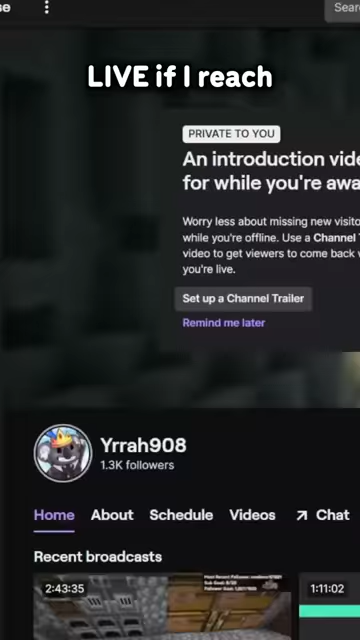 LIVE if I reach
PRIVATE TO YOU
An introduction vide
for while you're awa
Worry less about missing new visito
while you're offline. Use a Channel
video to get viewers to come back
you're live.
Set up a Channel Trailer
Remind me later
Yrrah908
1.3K followers
Home About Schedule Videos Chat
Recent broadcasts
2:43:35
1:11:02